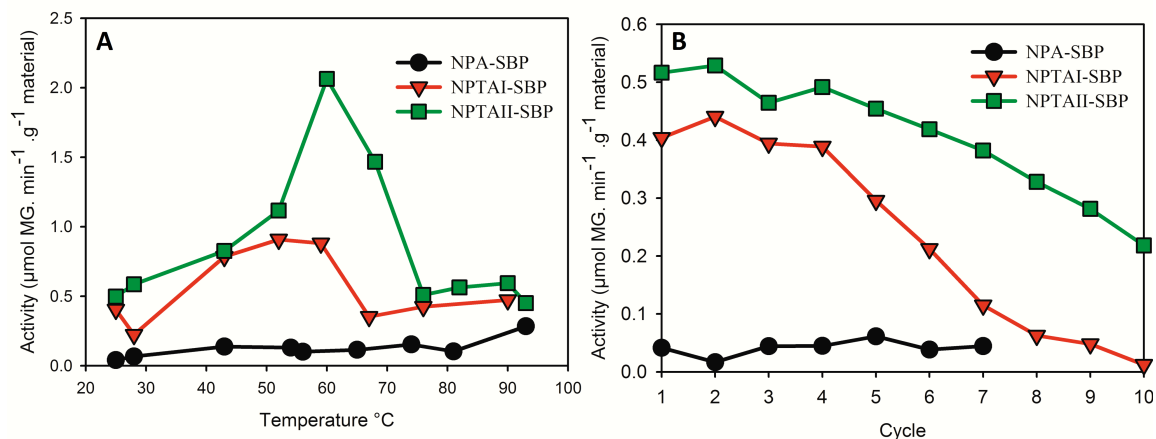 A
NPA-SBP
NPTAI-SBP
NPTAII-SBP
Activity (µmol MG. min⁻¹ .g⁻¹ material)
2.5
2.0
1.5
1.0
0.5
0.0
20 30 40 50 60 70 80 90 100
Temperature °C
B
NPA-SBP
NPTAI-SBP
NPTAII-SBP
Activity (µmol MG. min⁻¹ .g⁻¹ material)
0.6
0.5
0.4
0.3
0.2
0.1
0.0
1 2 3 4 5 6 7 8 9 10
Cycle